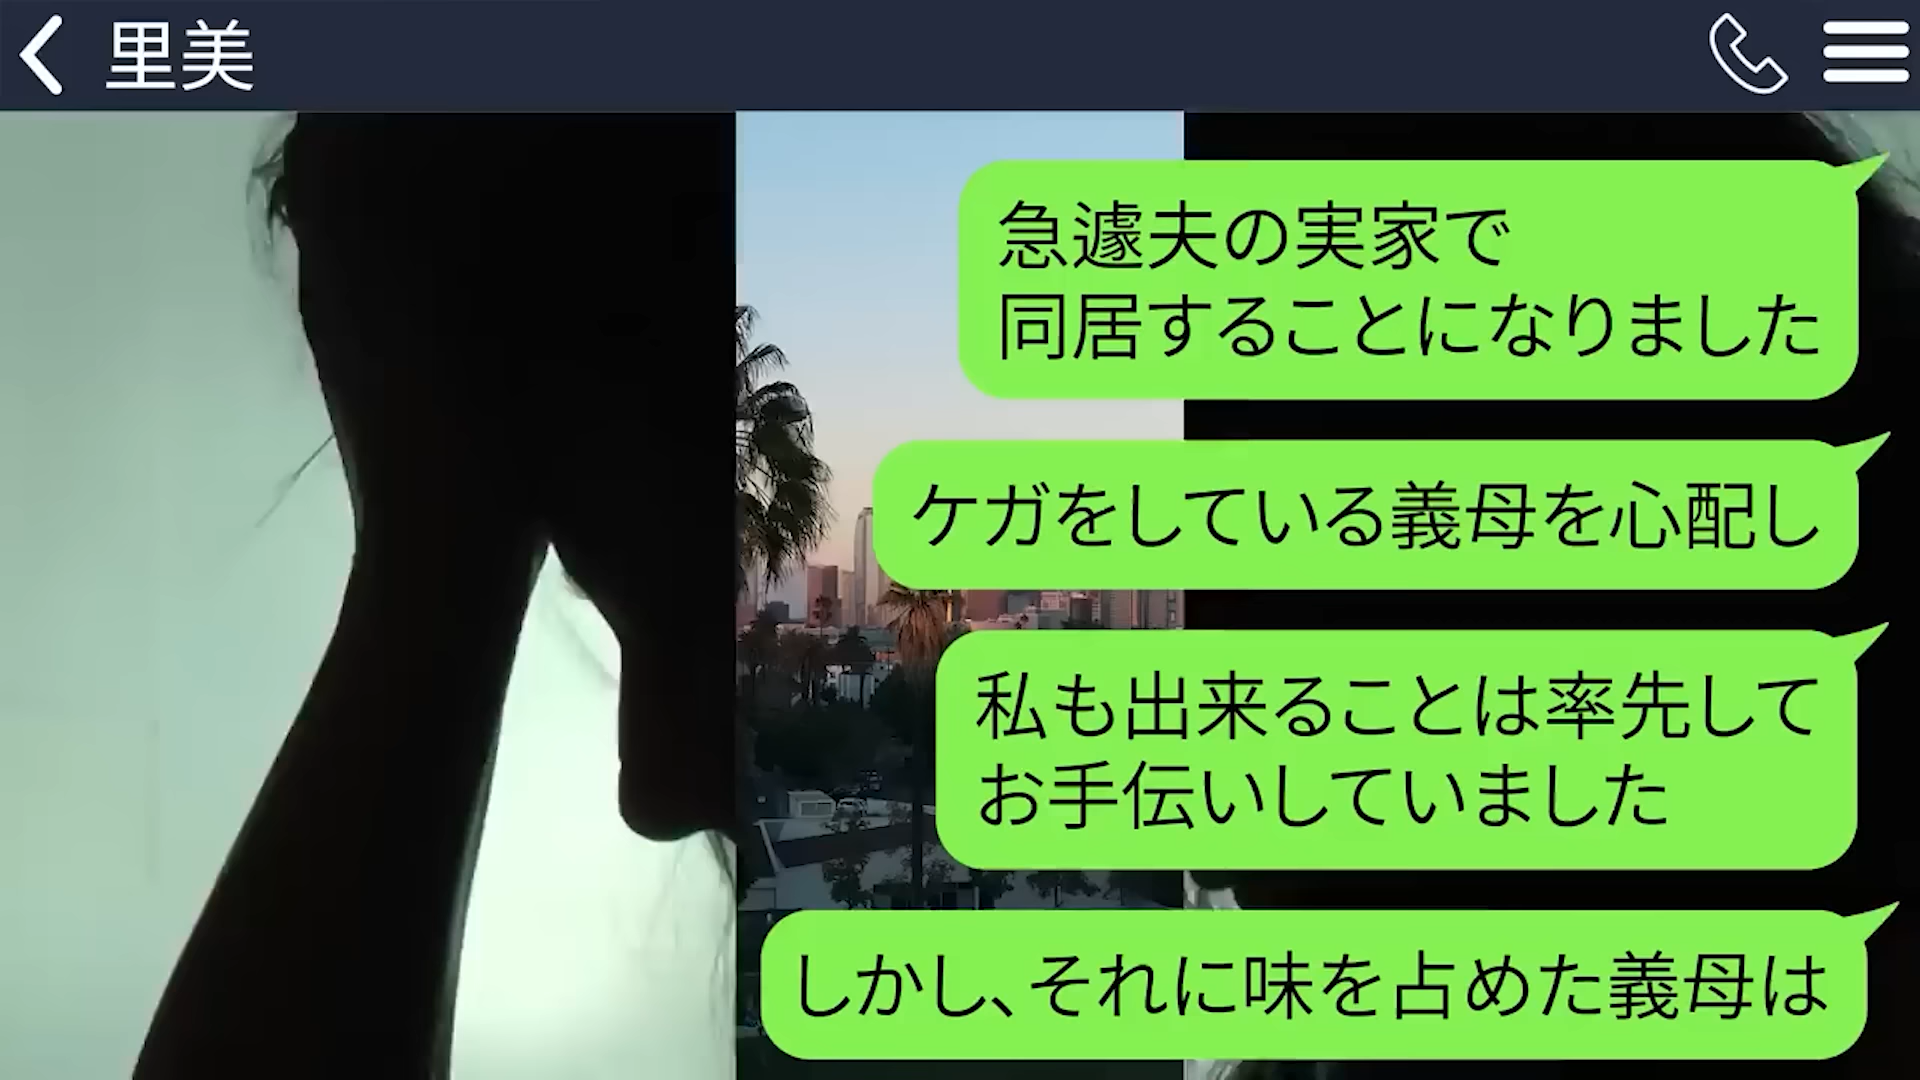 里美
急遽夫の実家で
同居することになりました
ケガをしている義母を心配し
私も出来ることは率先して
お手伝いしていました
しかし、それに味を占めた義母は